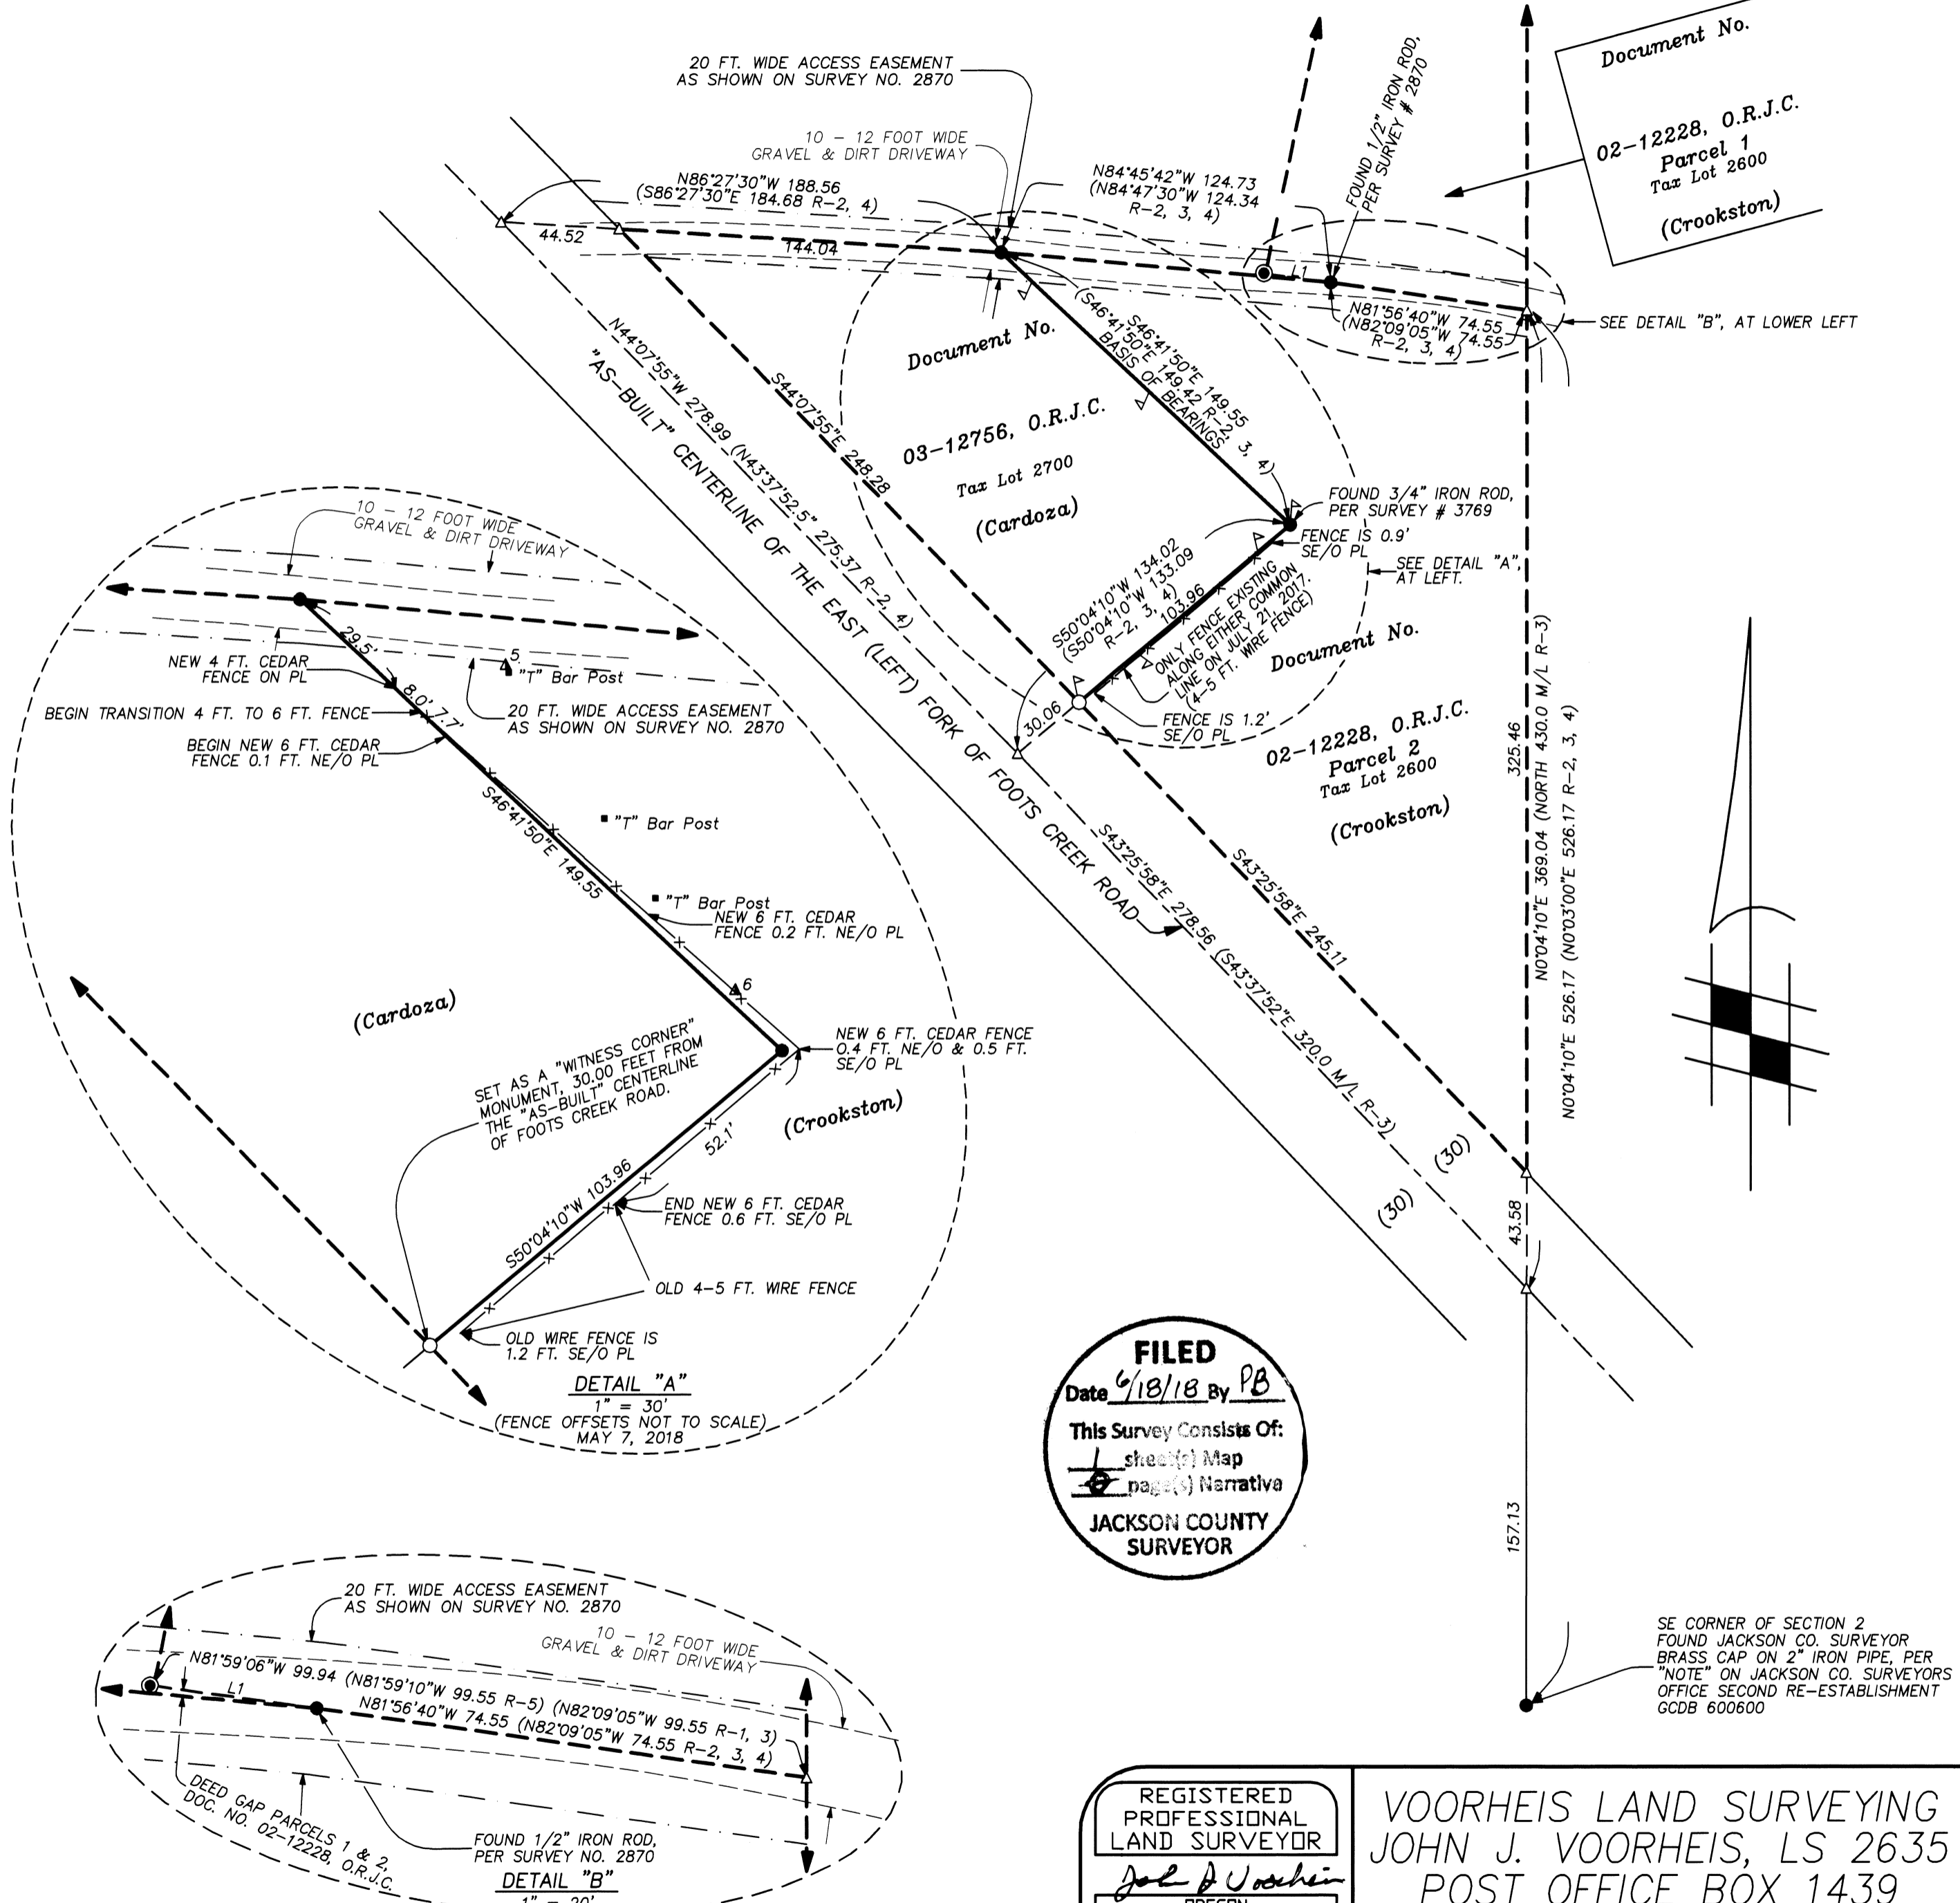 20 FT. WIDE ACCESS EASEMENT
AS SHOWN ON SURVEY NO. 2870
10 – 12 FOOT WIDE
GRAVEL & DIRT DRIVEWAY
N86°27'30"W 188.56
(S86°27'30"E 184.68 R-2, 4)
44.52
144.04
N84°45'42"W 124.73
(N84°47'30"W 124.34
R-2, 3, 4)
FOUND 1/2" IRON ROD,
PER SURVEY # 2870
Document No.
02-12228, O.R.J.C.
Parcel 1
Tax Lot 2600
(Crookston)
L1
N81°56'40"W 74.55
(N82°09'05"W 74.55
R-2, 3, 4)
SEE DETAIL "B", AT LOWER LEFT
S46°41'50"E 149.55
(S46°41'50"E 149.42 R-2, 3, 4)
BASIS OF BEARINGS
Document No.
03-12756, O.R.J.C.
Tax Lot 2700
(Cardoza)
N44°07'55"W 278.99 (N43°37'52.5" 275.37 R-2, 4)
S44°07'55"E 248.28
"AS-BUILT" CENTERLINE OF THE EAST (LEFT) FORK OF FOOTS CREEK ROAD
FOUND 3/4" IRON ROD,
PER SURVEY # 3769
FENCE IS 0.9'
SE/O PL
SEE DETAIL "A",
AT LEFT.
S50°04'10"W 134.02
(S50°04'10"W 133.09
R-2, 3, 4)
103.96
ONLY FENCE EXISTING
ALONG EITHER COMMON
LINE ON JULY 21, 2017.
(4-5 FT. WIRE FENCE)
FENCE IS 1.2'
SE/O PL
30.06
Document No.
02-12228, O.R.J.C.
Parcel 2
Tax Lot 2600
(Crookston)
S43°25'58"E 278.56 (S43°37'52"E 320.0 M/L R-3)
S43°25'58"E 245.11
325.46
N0°04'10"E 369.04 (NORTH 430.0 M/L R-3)
N0°04'10"E 526.17 (N0°03'00"E 526.17 R-2, 3, 4)
(30)
(30)
43.58
157.13
10 – 12 FOOT WIDE
GRAVEL & DIRT DRIVEWAY
29.5'
NEW 4 FT. CEDAR
FENCE ON PL
5
"T" Bar Post
8.0'
7.7'
BEGIN TRANSITION 4 FT. TO 6 FT. FENCE
20 FT. WIDE ACCESS EASEMENT
AS SHOWN ON SURVEY NO. 2870
BEGIN NEW 6 FT. CEDAR
FENCE 0.1 FT. NE/O PL
S46°41'50"E 149.55
"T" Bar Post
"T" Bar Post
NEW 6 FT. CEDAR
FENCE 0.2 FT. NE/O PL
6
(Cardoza)
NEW 6 FT. CEDAR FENCE
0.4 FT. NE/O & 0.5 FT.
SE/O PL
SET AS A "WITNESS CORNER"
MONUMENT, 30.00 FEET FROM
THE "AS-BUILT" CENTERLINE
OF FOOTS CREEK ROAD.
(Crookston)
52.1'
S50°04'10"W 103.96
END NEW 6 FT. CEDAR
FENCE 0.6 FT. SE/O PL
OLD 4-5 FT. WIRE FENCE
OLD WIRE FENCE IS
1.2 FT. SE/O PL
DETAIL "A"
1" = 30'
(FENCE OFFSETS NOT TO SCALE)
MAY 7, 2018
FILED
Date 6/18/18 By PB
This Survey Consists Of:
1 sheet(s) Map
page(s) Narrative
JACKSON COUNTY
SURVEYOR
20 FT. WIDE ACCESS EASEMENT
AS SHOWN ON SURVEY NO. 2870
10 – 12 FOOT WIDE
GRAVEL & DIRT DRIVEWAY
N81°59'06"W 99.94 (N81°59'10"W 99.55 R-5) (N82°09'05"W 99.55 R-1, 3)
L1
N81°56'40"W 74.55 (N82°09'05"W 74.55 R-2, 3, 4)
DEED GAP PARCELS 1 & 2,
DOC. NO. 02-12228, O.R.J.C.
FOUND 1/2" IRON ROD,
PER SURVEY NO. 2870
DETAIL "B"
1" = 20'
SE CORNER OF SECTION 2
FOUND JACKSON CO. SURVEYOR
BRASS CAP ON 2" IRON PIPE, PER
"NOTE" ON JACKSON CO. SURVEYORS
OFFICE SECOND RE-ESTABLISHMENT
GCDB 600600
REGISTERED
PROFESSIONAL
LAND SURVEYOR
John J Voorheis
OREGON
VOORHEIS LAND SURVEYING
JOHN J. VOORHEIS, LS 2635
POST OFFICE BOX 1439